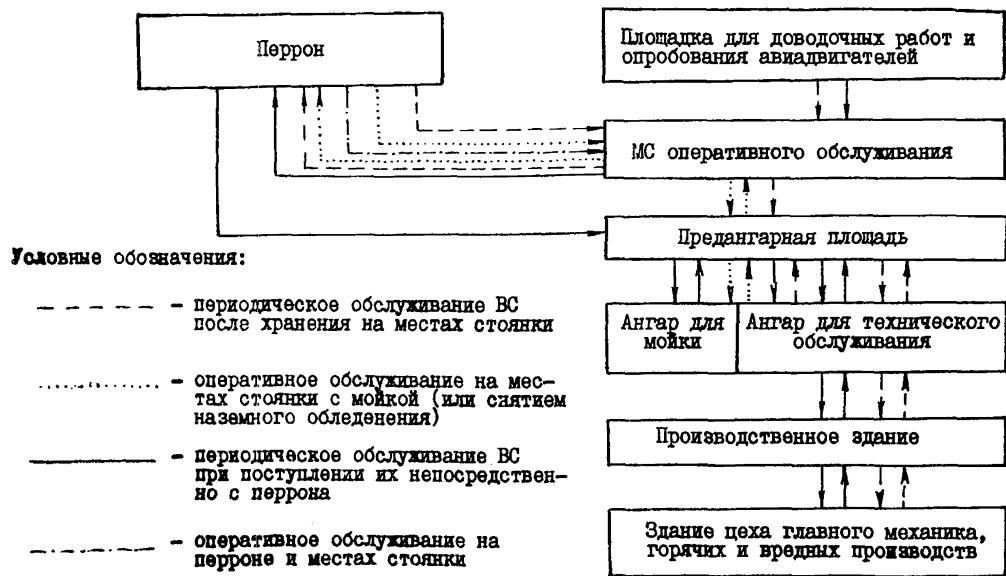 Перрон
Площадка для доводочных работ и
опробования авиадвигателей
МС оперативного обслуживания
Предангарная площадь
Условные обозначения:
– периодическое обслуживание ВС
после хранения на местах стоянки
– оперативное обслуживание на мес-
тах стоянки с мойкой (или снятием
наземного обледенения)
– периодическое обслуживание ВС
при поступлении их непосредствен-
но с перрона
– оперативное обслуживание на
перроне и местах стоянки
Ангар для
мойки
Ангар для технического
обслуживания
Производственное здание
Здание цеха главного механика,
горячих и вредных производств